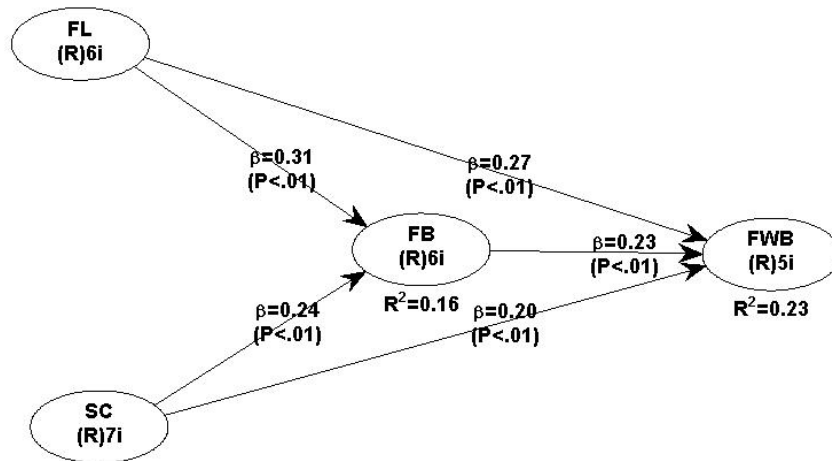 FL
(R)6i
β=0.31
(P<.01)
β=0.27
(P<.01)
FB
(R)6i
R²=0.16
β=0.23
(P<.01)
FWB
(R)5i
R²=0.23
β=0.24
(P<.01)
β=0.20
(P<.01)
SC
(R)7i